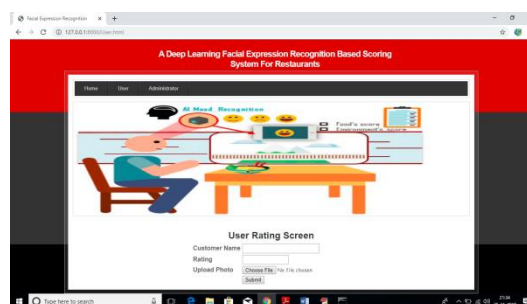 Facial Expression Recognition
127.0.0.1:8000/User.html
A Deep Learning Facial Expression Recognition Based Scoring
System For Restaurants
Home User Administrator
AI Mood Recognition
Food's score
Environment's score
User Rating Screen
Customer Name
Rating
Upload Photo Choose File No file chosen
Submit
Type here to search